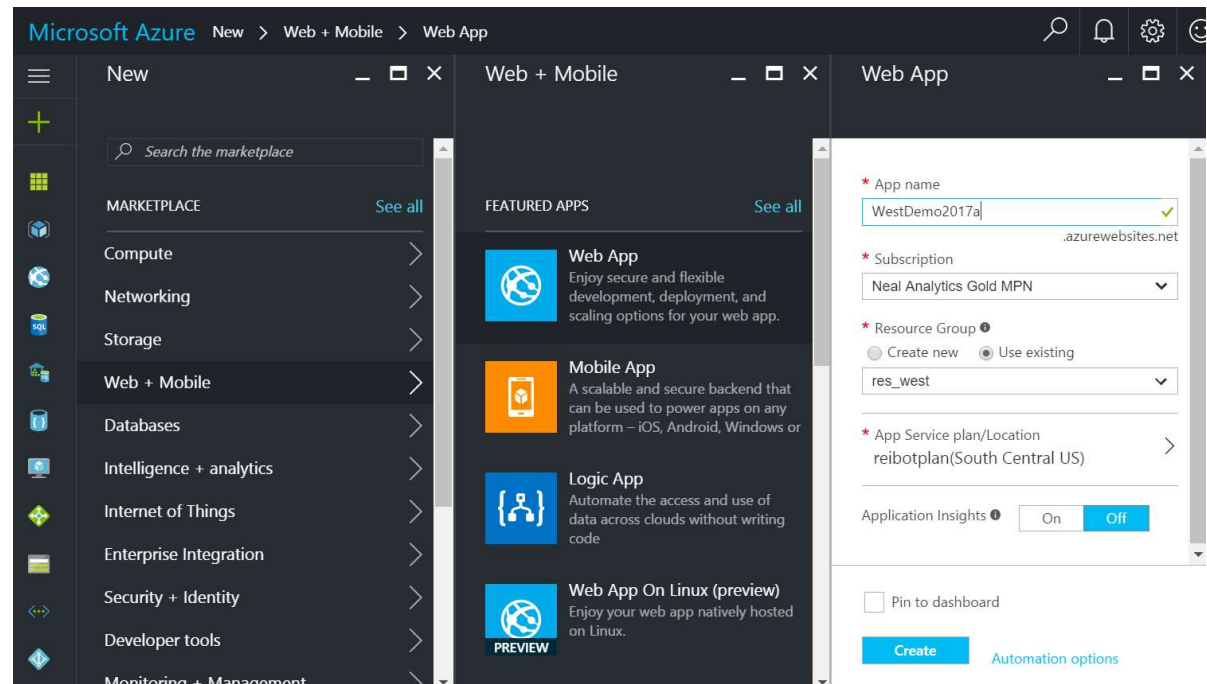 Microsoft Azure New > Web + Mobile > Web App
New
Search the marketplace
MARKETPLACE See all
Compute
Networking
Storage
Web + Mobile
Databases
Intelligence + analytics
Internet of Things
Enterprise Integration
Security + Identity
Developer tools
Monitoring + Management
SQL
Web + Mobile
FEATURED APPS See all
Web App
Enjoy secure and flexible
development, deployment, and
scaling options for your web app.
Mobile App
A scalable and secure backend that
can be used to power apps on any
platform – iOS, Android, Windows or
Logic App
Automate the access and use of
data across clouds without writing
code
Web App On Linux (preview)
Enjoy your web app natively hosted
on Linux.
PREVIEW
Web App
* App name
WestDemo2017a
.azurewebsites.net
* Subscription
Neal Analytics Gold MPN
* Resource Group
Create new Use existing
res_west
* App Service plan/Location
reibotplan(South Central US)
Application Insights On Off
Pin to dashboard
Create Automation options